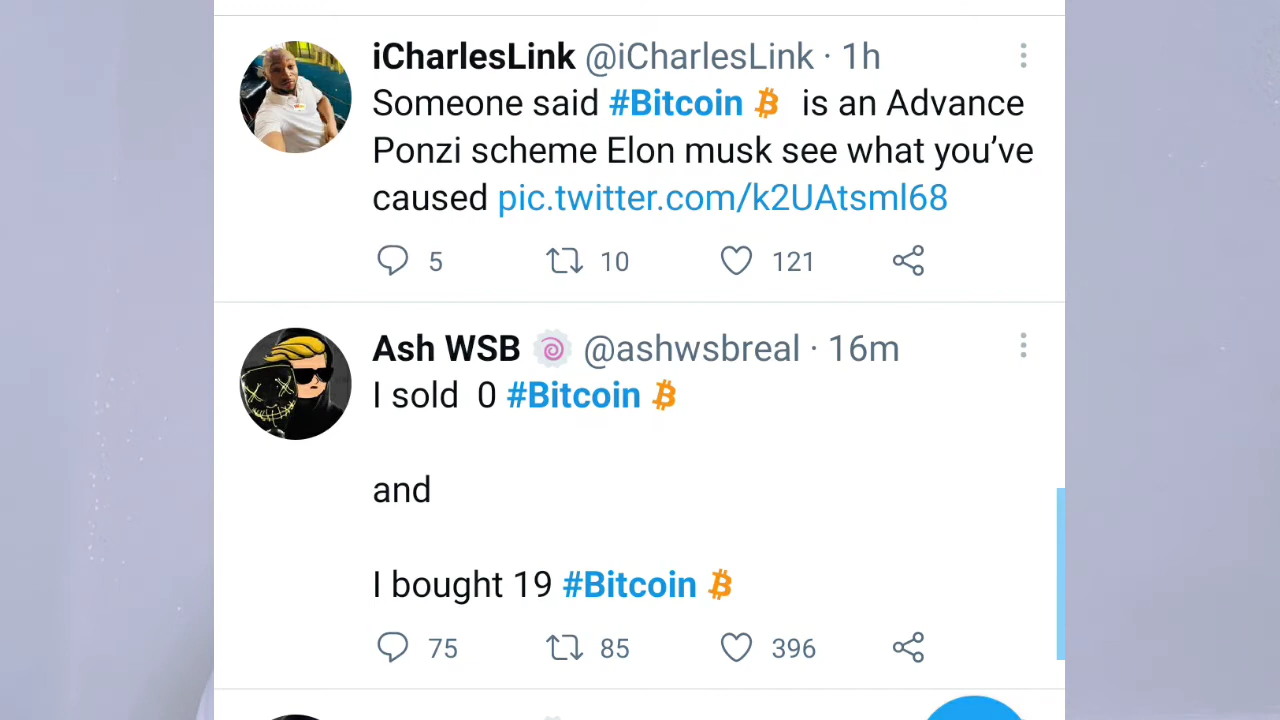 iCharlesLink @iCharlesLink · 1h
Someone said #Bitcoin is an Advance
Ponzi scheme Elon musk see what you’ve
caused pic.twitter.com/k2UAtsml68
5 10 121
Ash WSB @ashwsbreal · 16m
I sold 0 #Bitcoin
and
I bought 19 #Bitcoin
75 85 396